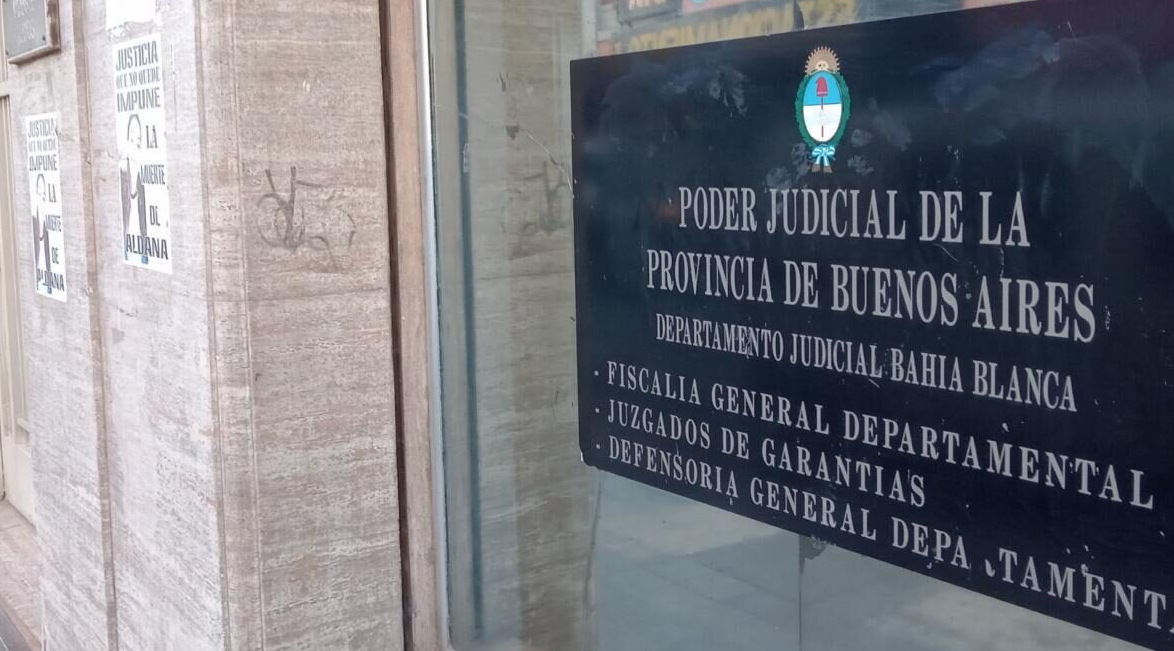 JUSTICIA
QUE NO QUEDE
IMPUNE
LA
MUERTE
DE
ALDANA
JUSTICIA
QUE NO QUEDE
IMPUNE
LA
MUERTE
DE
ALDANA
PODER JUDICIAL DE LA
PROVINCIA DE BUENOS AIRES
DEPARTAMENTO JUDICIAL BAHIA BLANCA
· FISCALIA GENERAL DEPARTAMENTAL
· JUZGADOS DE GARANTIAS
· DEFENSORIA GENERAL DEPA TAMENTA